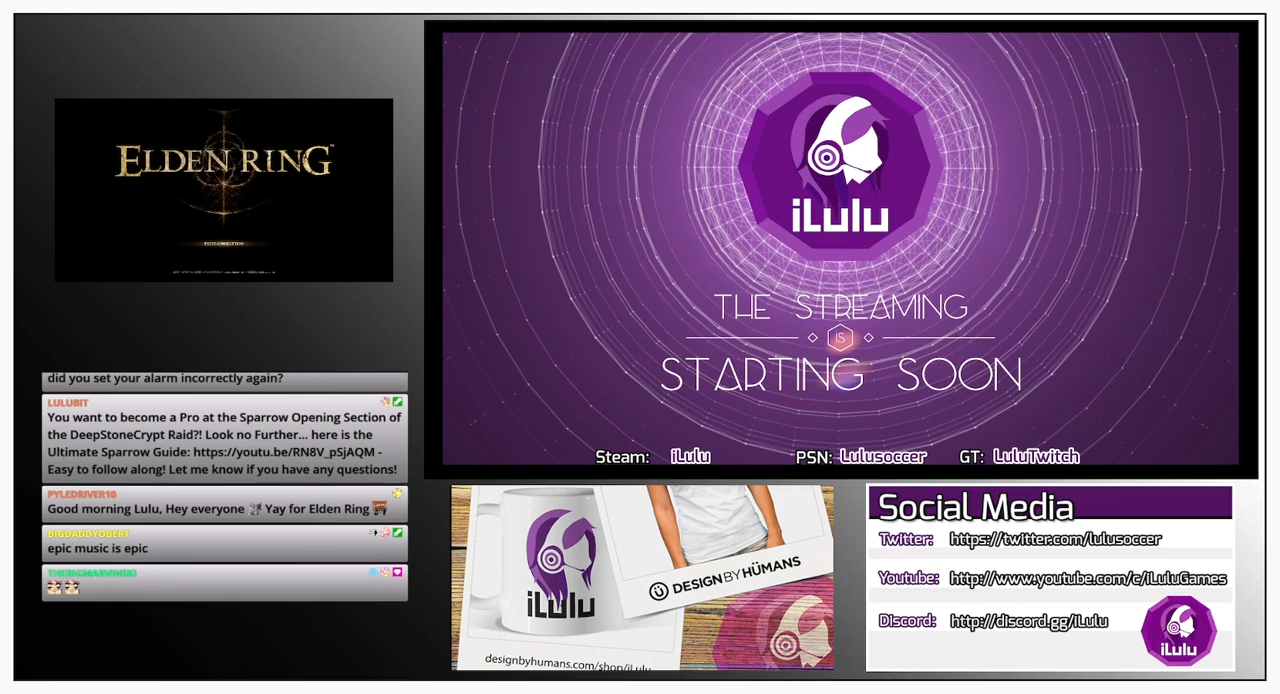 ELDEN RING
did you set your alarm incorrectly again?
LULUBIT
You want to become a Pro at the Sparrow Opening Section of
the DeepStoneCrypt Raid?! Look no Further... here is the
Ultimate Sparrow Guide: https://youtu.be/RN8V_pSjAQM -
Easy to follow along! Let me know if you have any questions!
PYLEDRIVER10
Good morning Lulu, Hey everyone Yay for Elden Ring
BIGDADDYOBERT
epic music is epic
iLulu
THE STREAMING
IS
STARTING SOON
Steam: iLulu PSN: Lulusoccer GT: LuluTwitch
iLulu
DESIGNBYHÜMANS
designbyhumans.com/shop/iLulu
Social Media
Twitter: https://twitter.com/lulusoccer
Youtube: http://www.youtube.com/c/iLuluGames
Discord: http://discord.gg/iLulu
iLulu